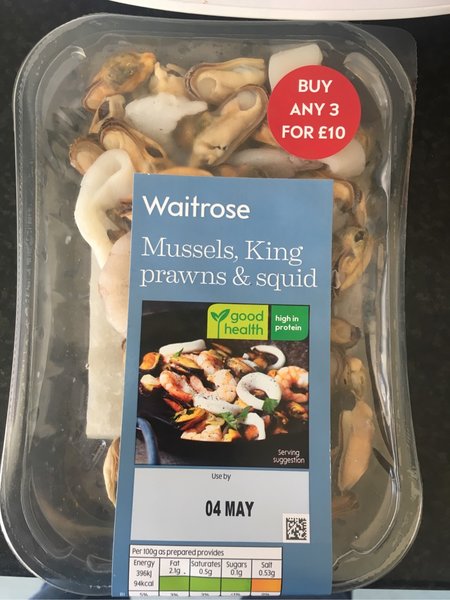 BUY
ANY 3
FOR £10
Waitrose
Mussels, King
prawns & squid
good
health
high in
protein
Serving
suggestion
Use by
04 MAY
Per 100g as prepared provides
Energy Fat Saturates Sugars Salt
396kJ 2.1g 0.5g 0.1g 0.53g
94kcal